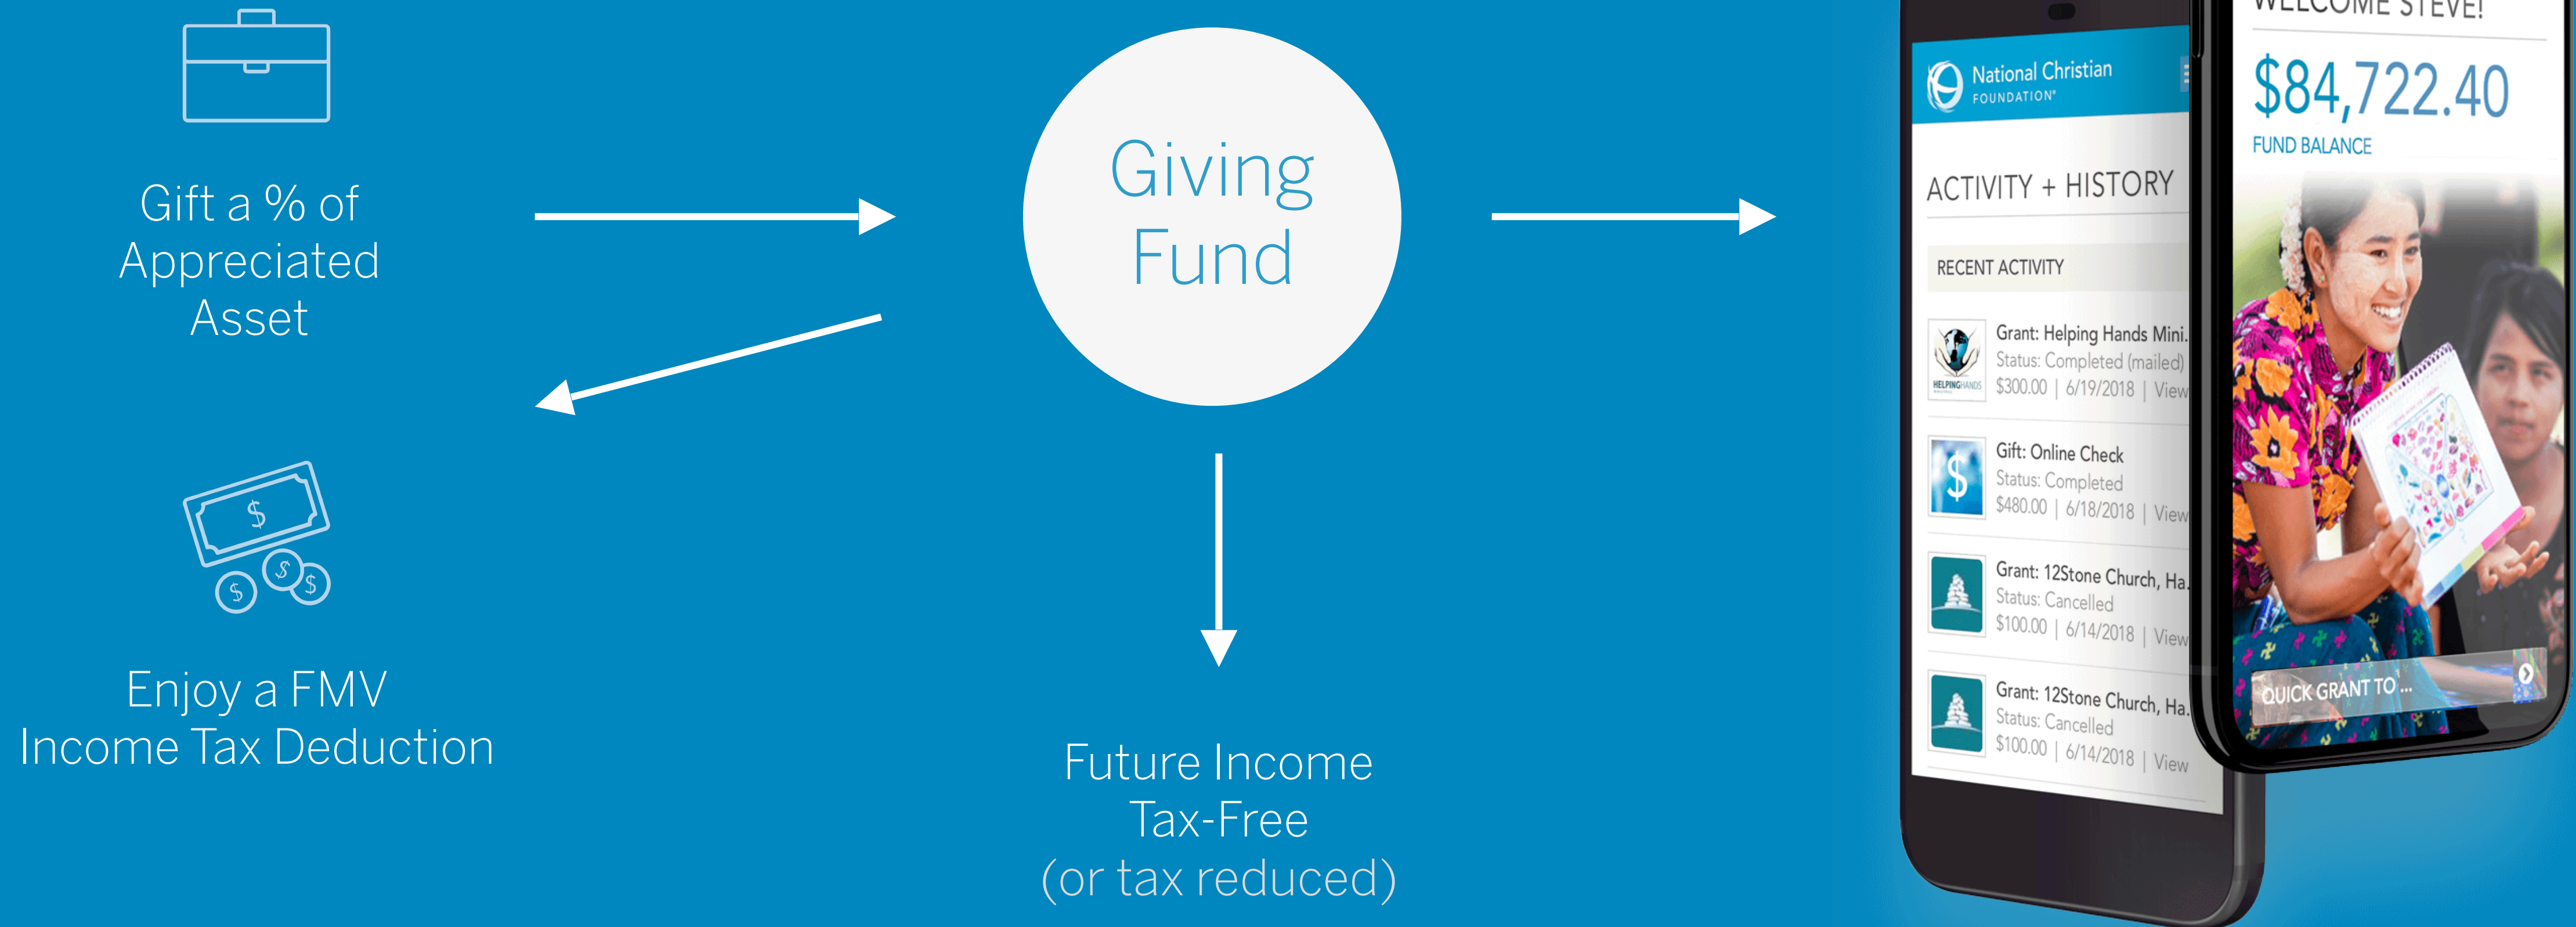 Gift a % of
Appreciated
Asset
Enjoy a FMV
Income Tax Deduction
Giving
Fund
Future Income
Tax-Free
(or tax reduced)
National Christian
FOUNDATION®
ACTIVITY + HISTORY
RECENT ACTIVITY
HELPINGHANDS
Grant: Helping Hands Mini.
Status: Completed (mailed)
$300.00 | 6/19/2018 | View
$
Gift: Online Check
Status: Completed
$480.00 | 6/18/2018 | View
Grant: 12Stone Church, Ha.
Status: Cancelled
$100.00 | 6/14/2018 | View
Grant: 12Stone Church, Ha.
Status: Cancelled
$100.00 | 6/14/2018 | View
WELCOME STEVE!
$84,722.40
FUND BALANCE
QUICK GRANT TO ...